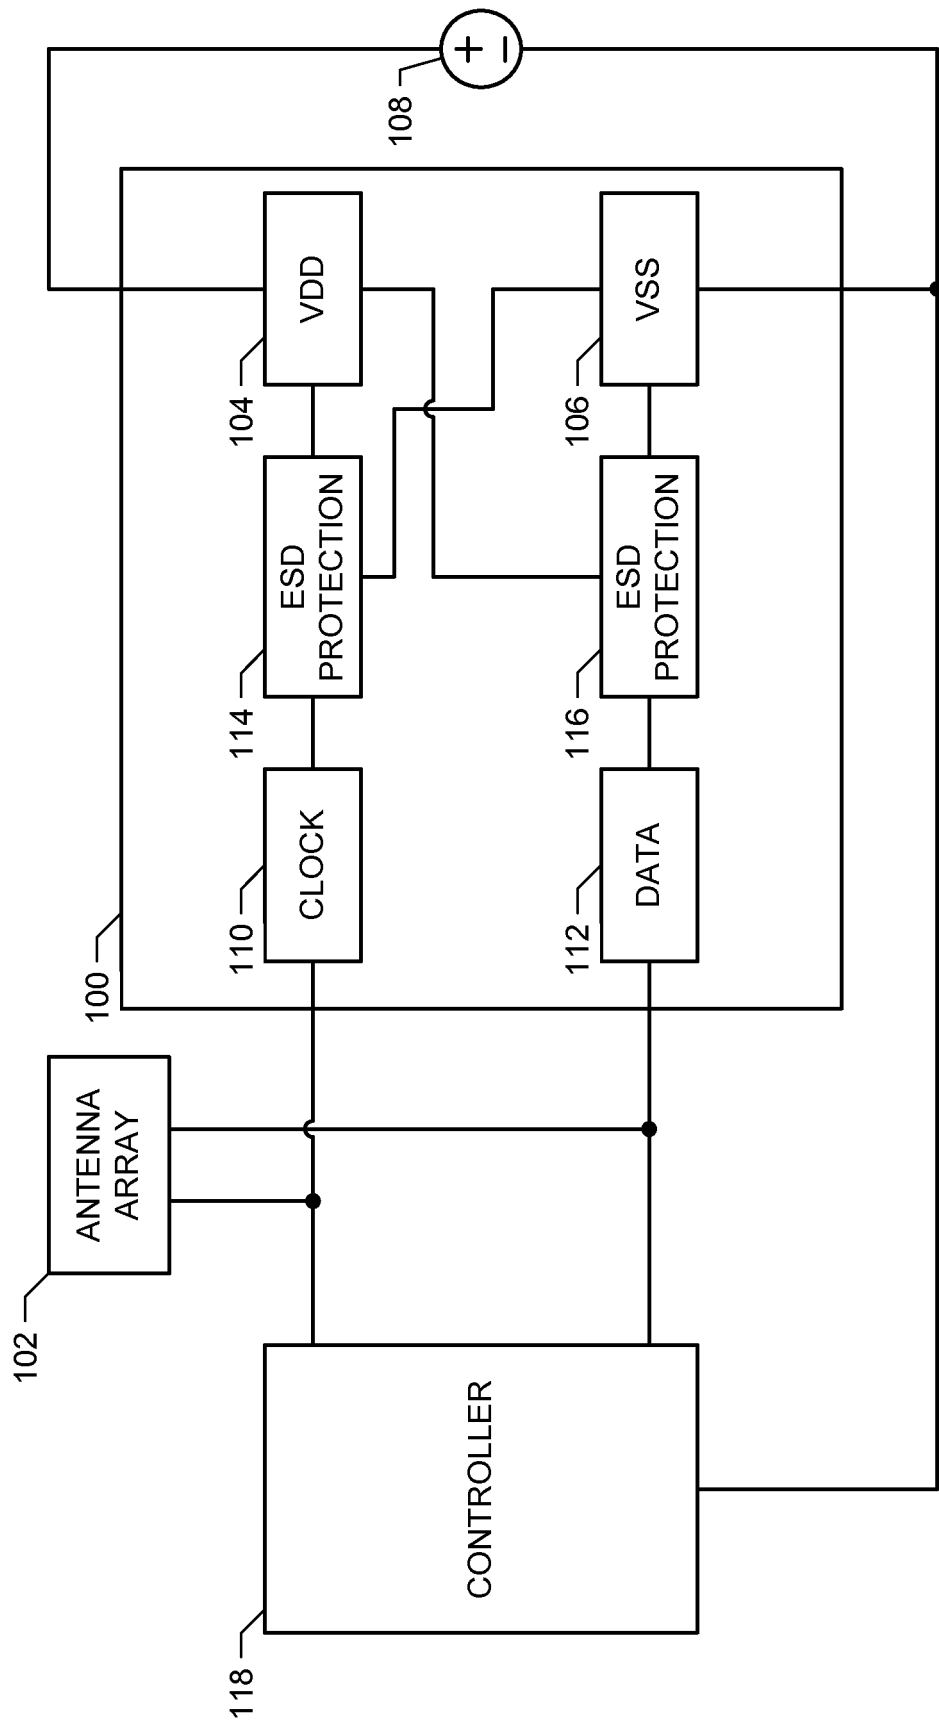 102
ANTENNA
ARRAY
100
118
CONTROLLER
110
CLOCK
114
ESD
PROTECTION
104
VDD
112
DATA
116
ESD
PROTECTION
106
VSS
108
+
−